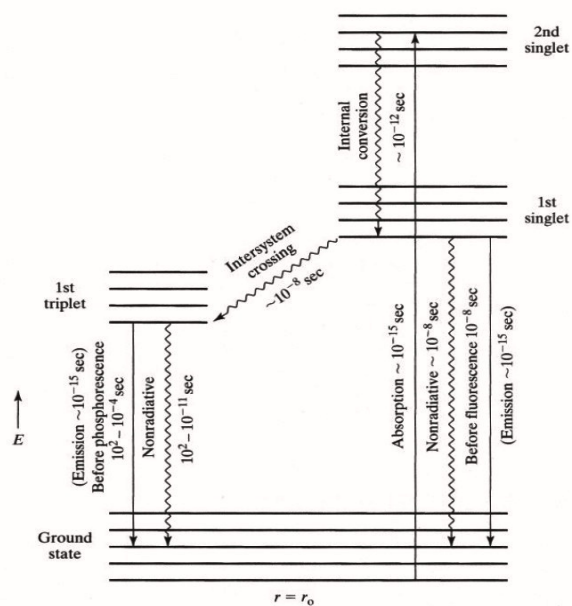 2nd
singlet
Internal
conversion
~ 10⁻¹² sec
1st
singlet
Intersystem
crossing
~10⁻⁸ sec
1st
triplet
(Emission ~10⁻¹⁵ sec)
Before phosphorescence
10² – 10⁻⁴ sec
Nonradiative
10² – 10⁻¹¹ sec
Absorption ~ 10⁻¹⁵ sec
Nonradiative ~ 10⁻⁸ sec
Before fluorescence 10⁻⁸ sec
(Emission ~10⁻¹⁵ sec)
E
Ground
state
r = r₀